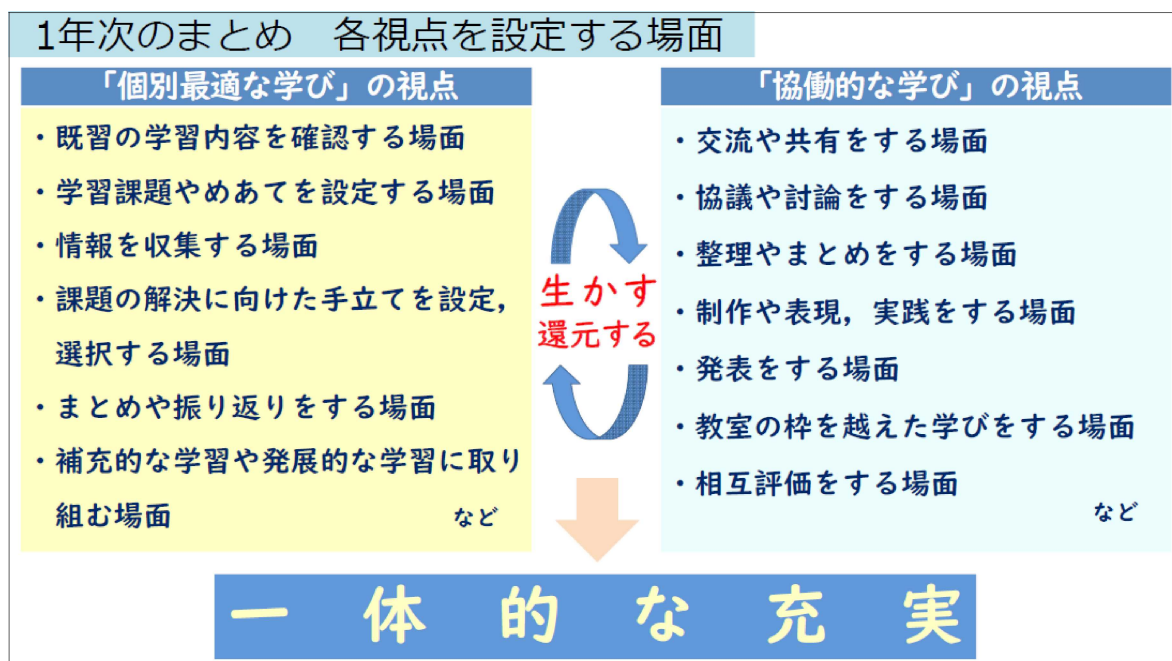 1年次のまとめ　各視点を設定する場面
「個別最適な学び」の視点
・既習の学習内容を確認する場面
・学習課題やめあてを設定する場面
・情報を収集する場面
・課題の解決に向けた手立てを設定，
選択する場面
・まとめや振り返りをする場面
・補充的な学習や発展的な学習に取り
組む場面
など
生かす
還元する
「協働的な学び」の視点
・交流や共有をする場面
・協議や討論をする場面
・整理やまとめをする場面
・制作や表現，実践をする場面
・発表をする場面
・教室の枠を越えた学びをする場面
・相互評価をする場面
など
一体的な充実